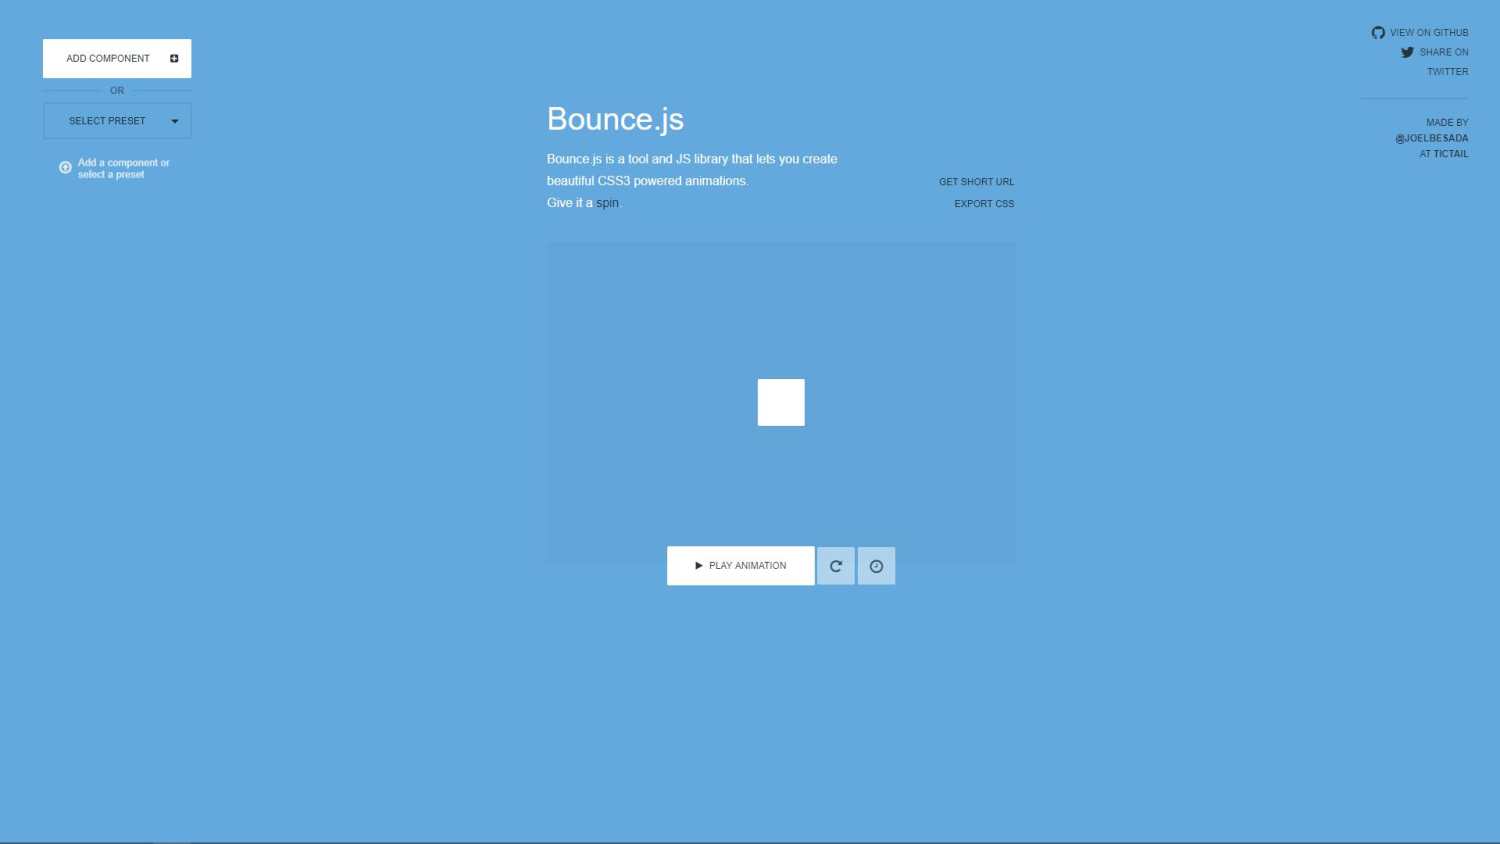 ADD COMPONENT
OR
SELECT PRESET
Add a component or
select a preset
Bounce.js
Bounce.js is a tool and JS library that lets you create
beautiful CSS3 powered animations.
Give it a spin.
GET SHORT URL
EXPORT CSS
PLAY ANIMATION
VIEW ON GITHUB
SHARE ON
TWITTER
MADE BY
@JOELBESADA
AT TICTAIL